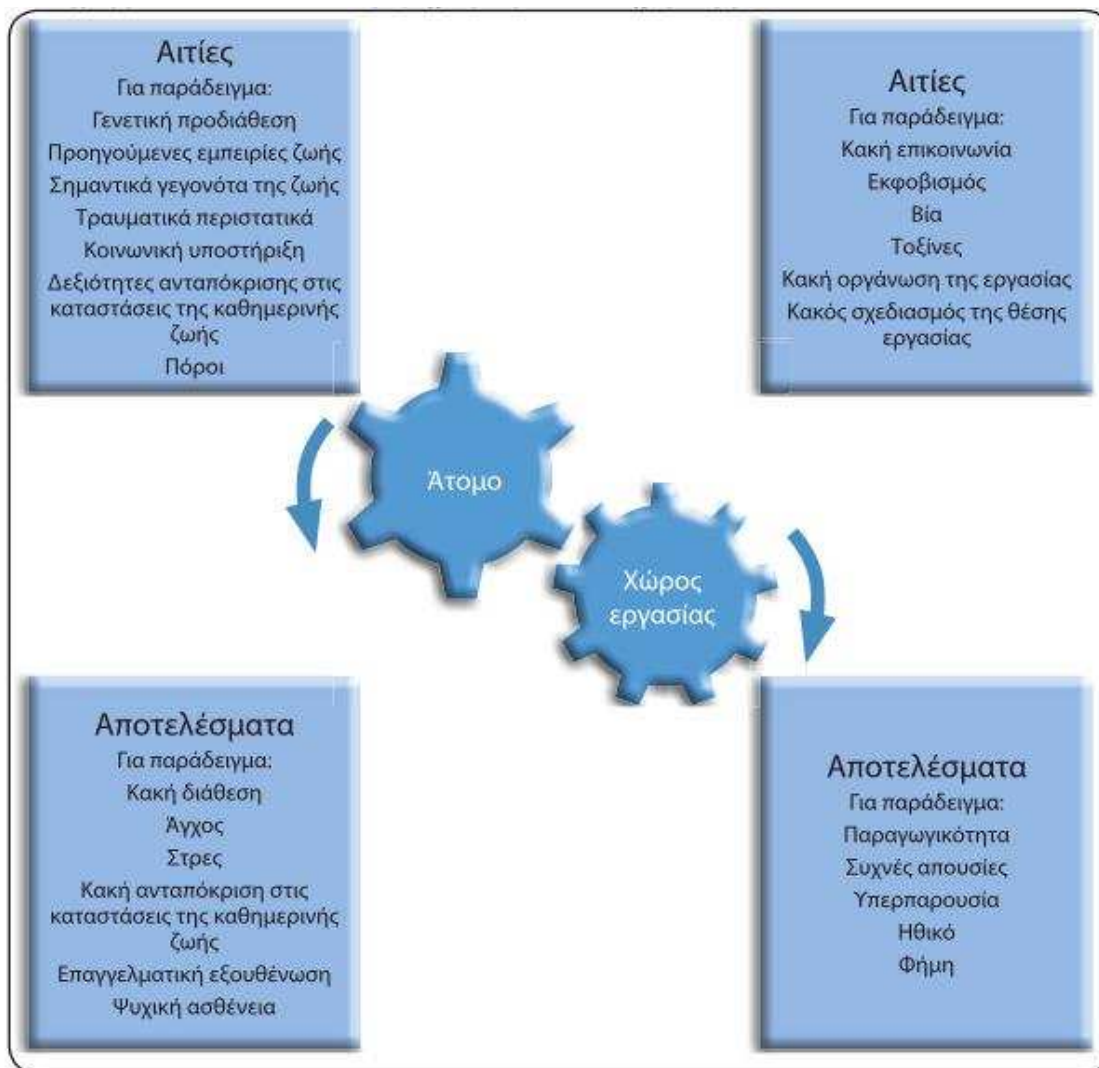 Αιτίες
Για παράδειγμα:
Γενετική προδιάθεση
Προηγούμενες εμπειρίες ζωής
Σημαντικά γεγονότα της ζωής
Τραυματικά περιστατικά
Κοινωνική υποστήριξη
Δεξιότητες ανταπόκρισης στις
καταστάσεις της καθημερινής
ζωής
Πόροι
Αιτίες
Για παράδειγμα:
Κακή επικοινωνία
Εκφοβισμός
Βία
Τοξίνες
Κακή οργάνωση της εργασίας
Κακός σχεδιασμός της θέσης
εργασίας
Άτομο
Χώρος
εργασίας
Αποτελέσματα
Για παράδειγμα:
Κακή διάθεση
Άγχος
Στρες
Κακή ανταπόκριση στις
καταστάσεις της καθημερινής
ζωής
Επαγγελματική εξουθένωση
Ψυχική ασθένεια
Αποτελέσματα
Για παράδειγμα:
Παραγωγικότητα
Συχνές απουσίες
Υπερπαρουσία
Ηθικό
Φήμη